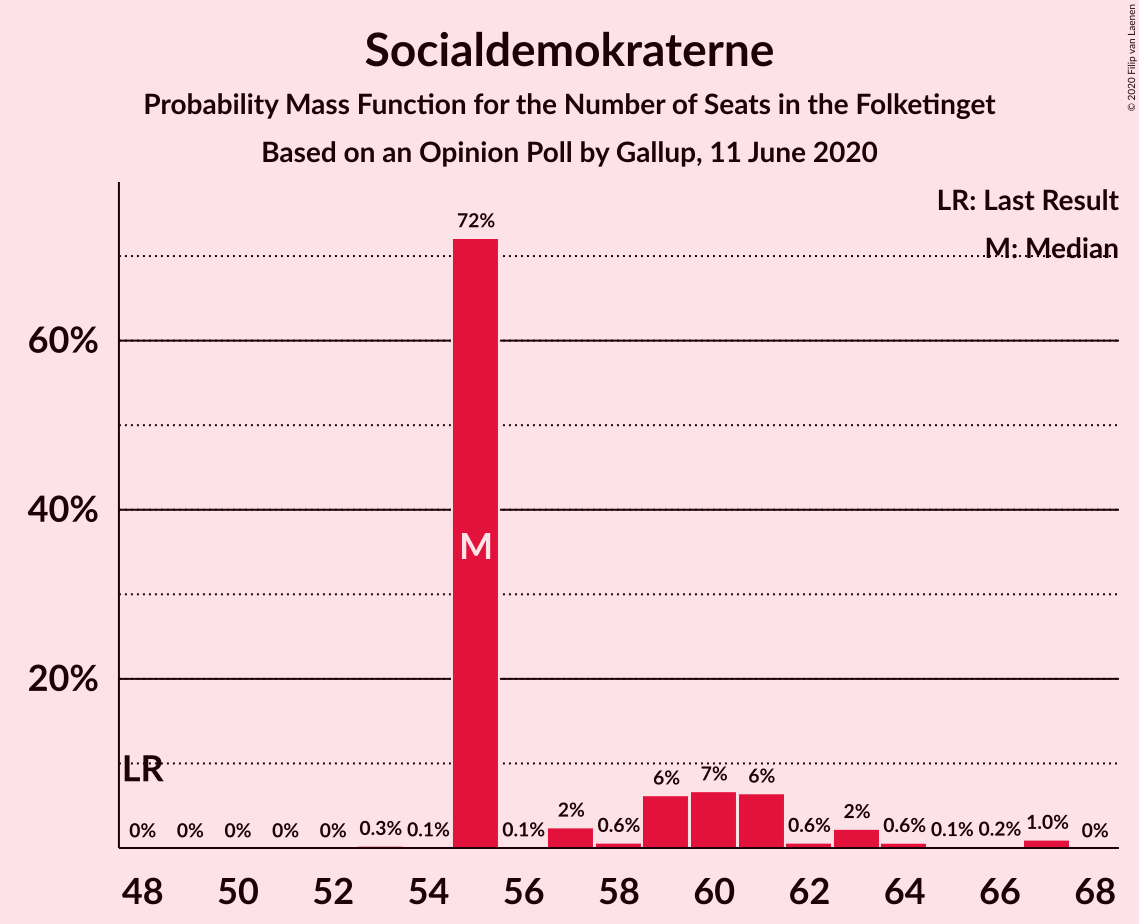 Socialdemokraterne
Probability Mass Function for the Number of Seats in the Folketinget
Based on an Opinion Poll by Gallup, 11 June 2020
© 2020 Filip van Laenen
LR: Last Result
M: Median
60%
40%
20%
72%
M
LR
0%
0%
0%
0%
0%
0.3%
0.1%
0.1%
2%
0.6%
6%
7%
6%
0.6%
2%
0.6%
0.1%
0.2%
1.0%
0%
48 50 52 54 56 58 60 62 64 66 68